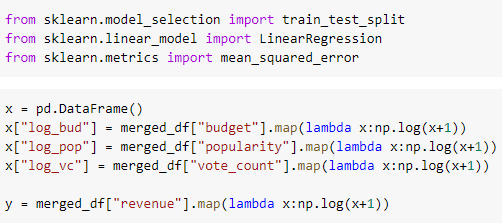 from sklearn.model_selection import train_test_split
from sklearn.linear_model import LinearRegression
from sklearn.metrics import mean_squared_error
x = pd.DataFrame()
x["log_bud"] = merged_df["budget"].map(lambda x:np.log(x+1))
x["log_pop"] = merged_df["popularity"].map(lambda x:np.log(x+1))
x["log_vc"] = merged_df["vote_count"].map(lambda x:np.log(x+1))
y = merged_df["revenue"].map(lambda x:np.log(x+1))